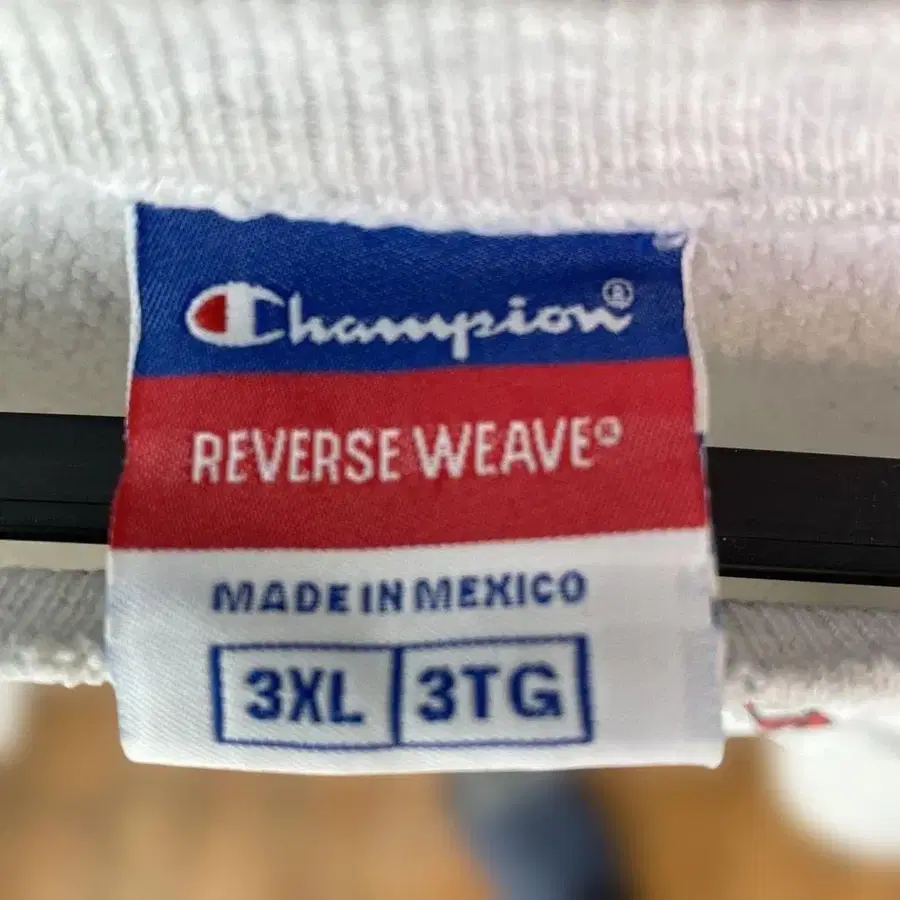 Champion®
REVERSE WEAVE®
MADE IN MEXICO
3XL 3TG